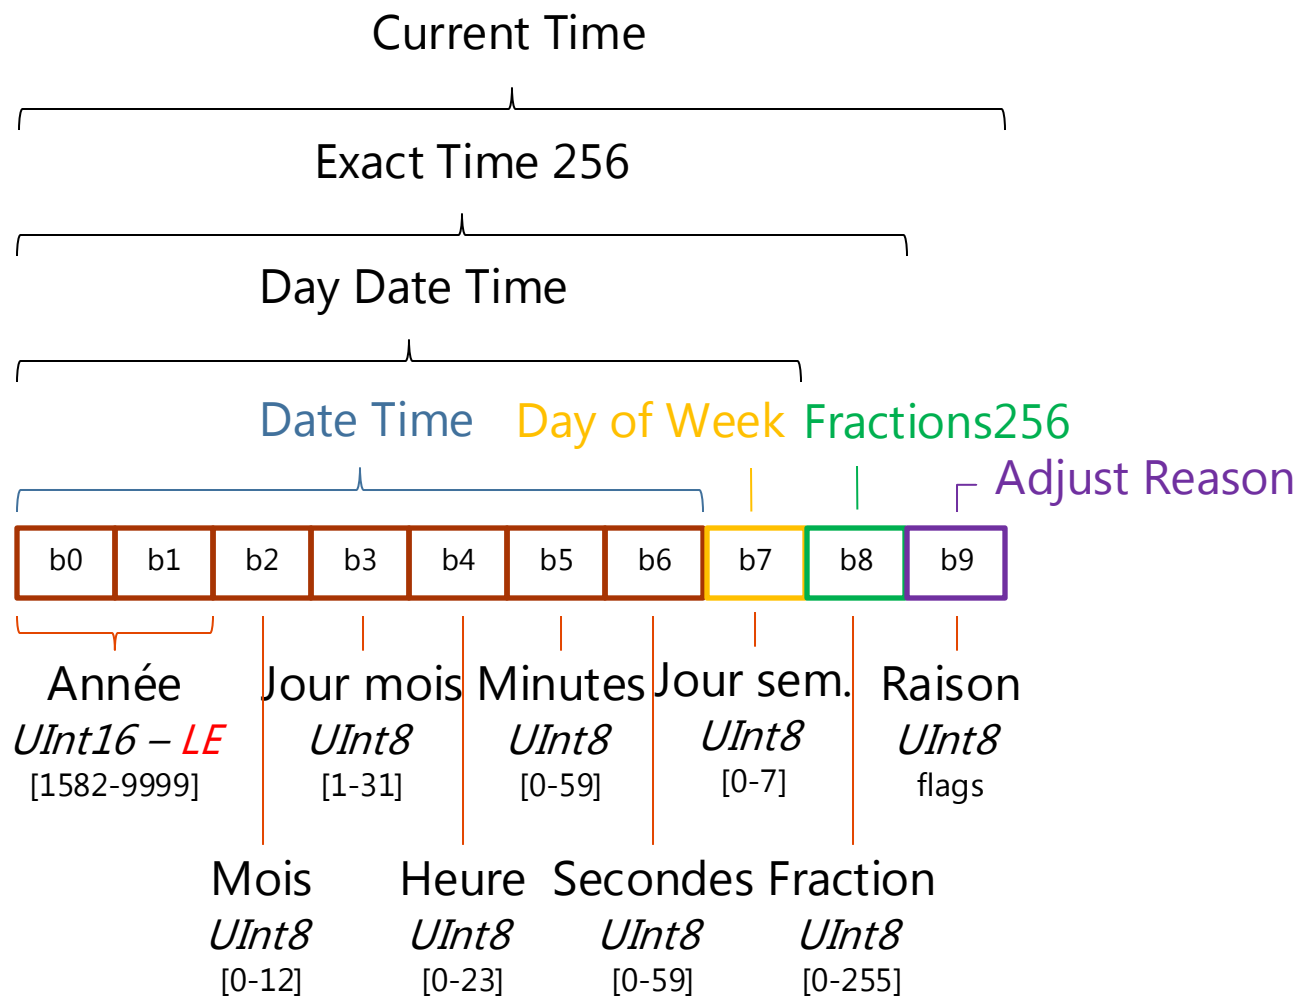 Current Time
Exact Time 256
Day Date Time
Date Time
Day of Week
Fractions256
Adjust Reason
b0
b1
b2
b3
b4
b5
b6
b7
b8
b9
Année
UInt16 – LE
[1582-9999]
Jour mois
UInt8
[1-31]
Minutes
UInt8
[0-59]
Jour sem.
UInt8
[0-7]
Raison
UInt8
flags
Mois
UInt8
[0-12]
Heure
UInt8
[0-23]
Secondes
UInt8
[0-59]
Fraction
UInt8
[0-255]